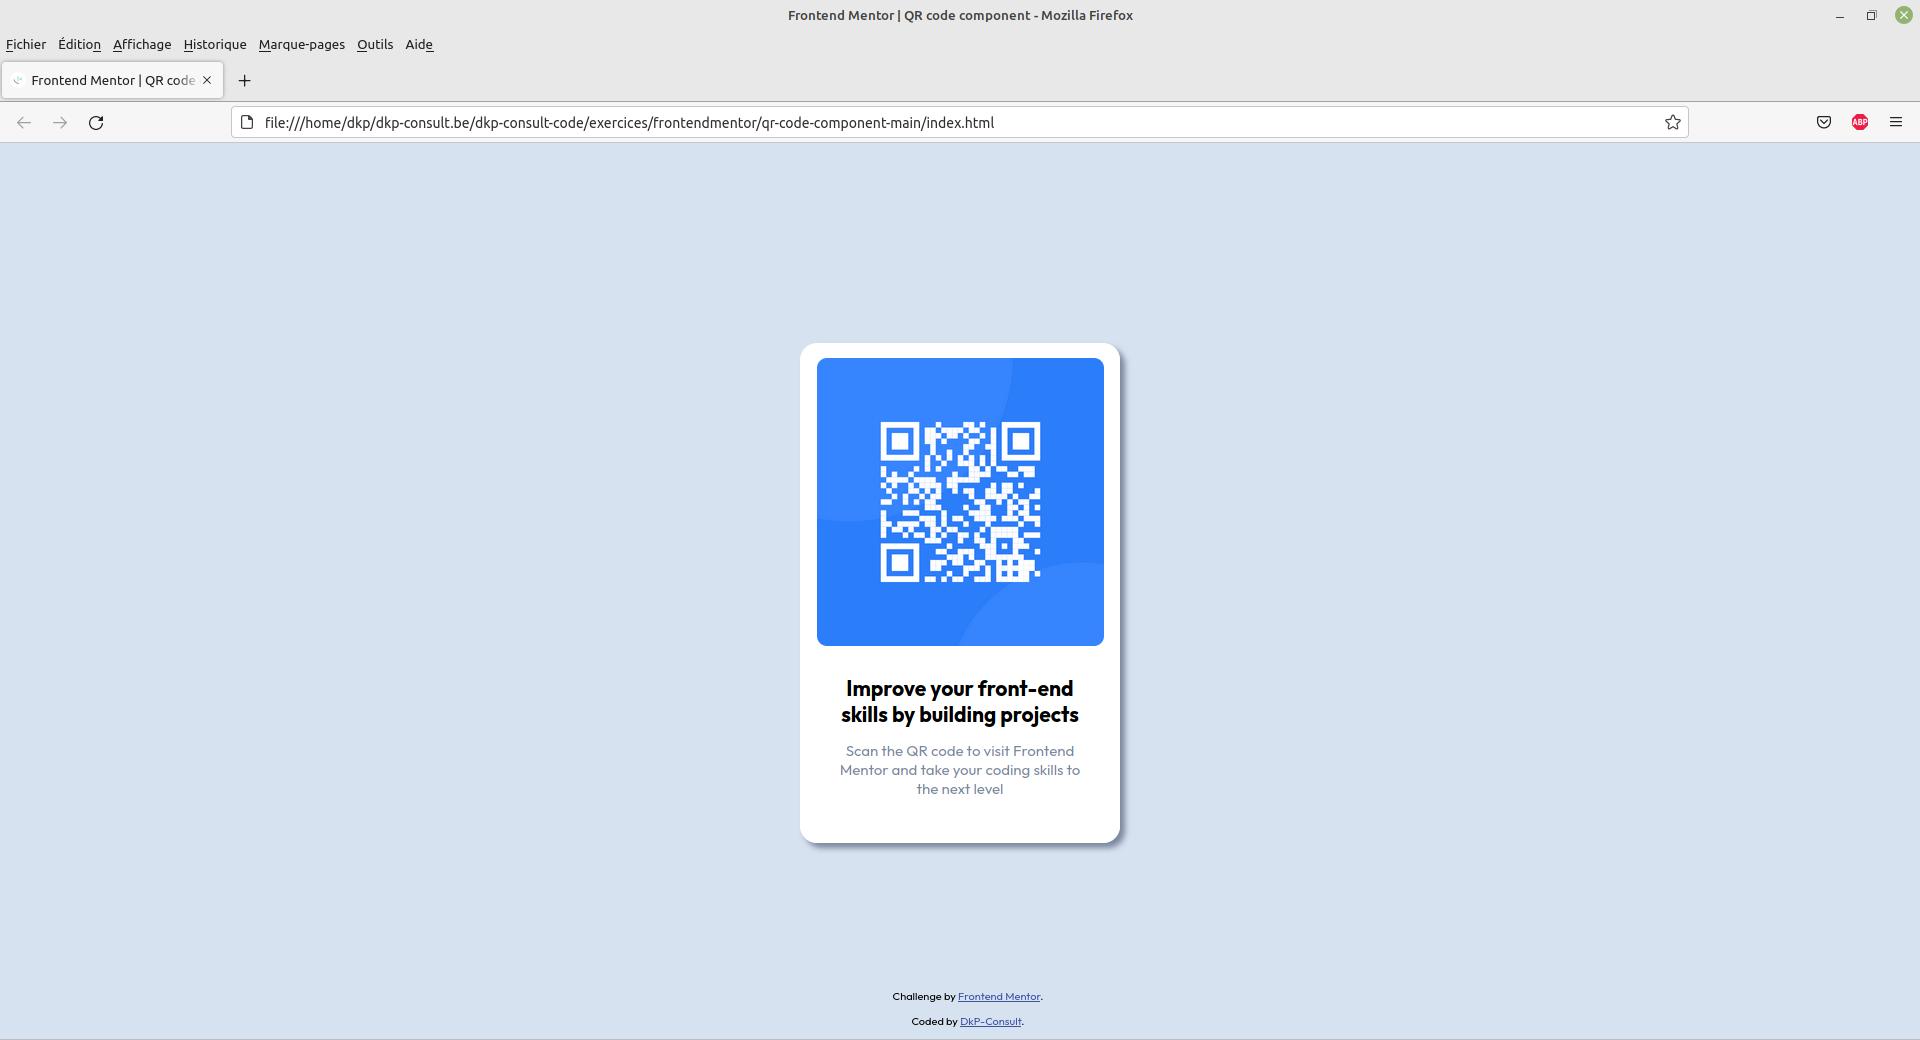 Frontend Mentor | QR code component - Mozilla Firefox
Fichier Édition Affichage Historique Marque-pages Outils Aide
Frontend Mentor | QR code
file:///home/dkp/dkp-consult.be/dkp-consult-code/exercices/frontendmentor/qr-code-component-main/index.html
ABP
Improve your front-end
skills by building projects
Scan the QR code to visit Frontend
Mentor and take your coding skills to
the next level
Challenge by Frontend Mentor.
Coded by DkP-Consult.